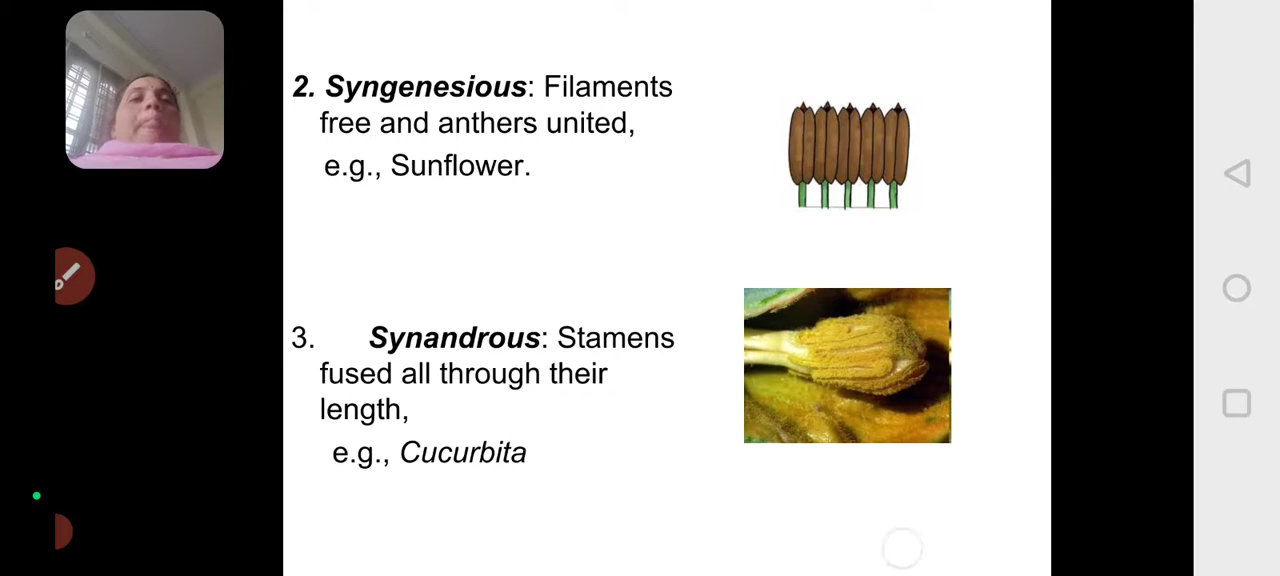 2. Syngenesious: Filaments
free and anthers united,
e.g., Sunflower.
3. Synandrous: Stamens
fused all through their
length,
e.g., Cucurbita